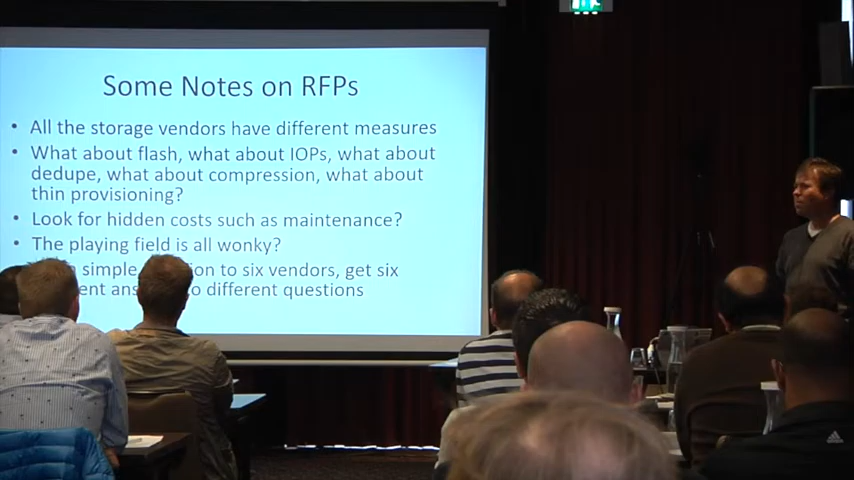 Some Notes on RFPs
• All the storage vendors have different measures
• What about flash, what about IOPs, what about
dedupe, what about compression, what about
thin provisioning?
• Look for hidden costs such as maintenance?
• The playing field is all wonky?
simple to six vendors, get six
different questions